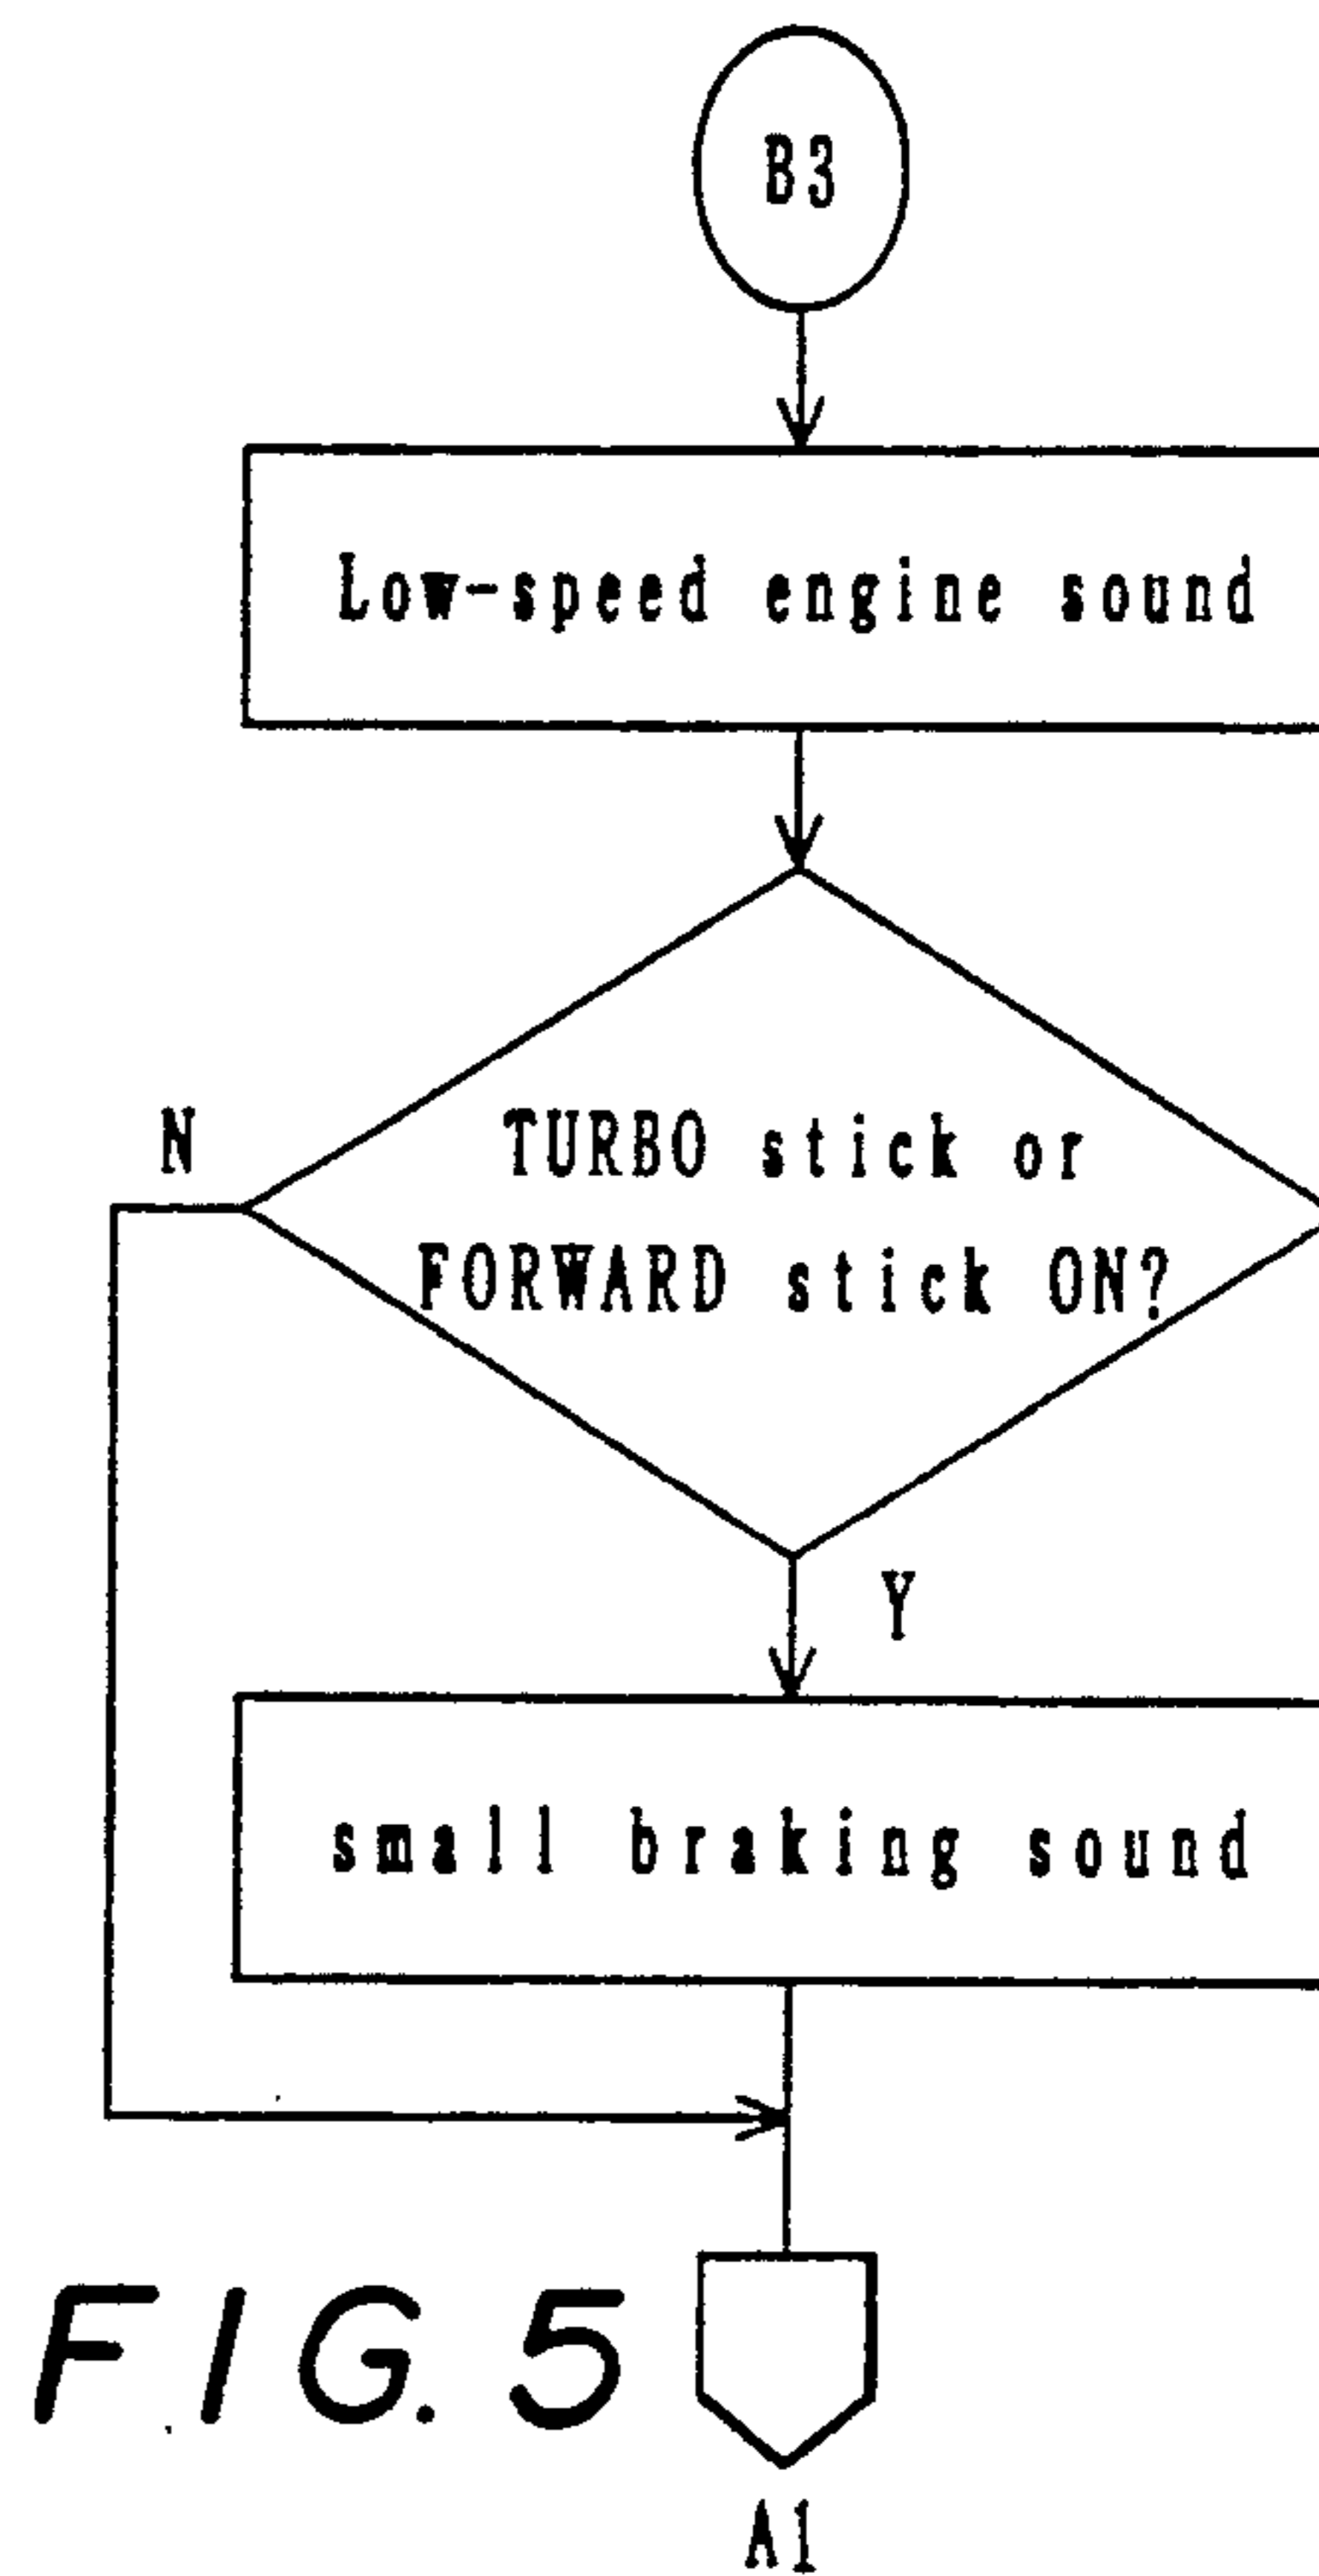 B3
Low-speed engine sound
N
TURBO stick or
FORWARD stick ON?
Y
small braking sound
FIG. 5
A1